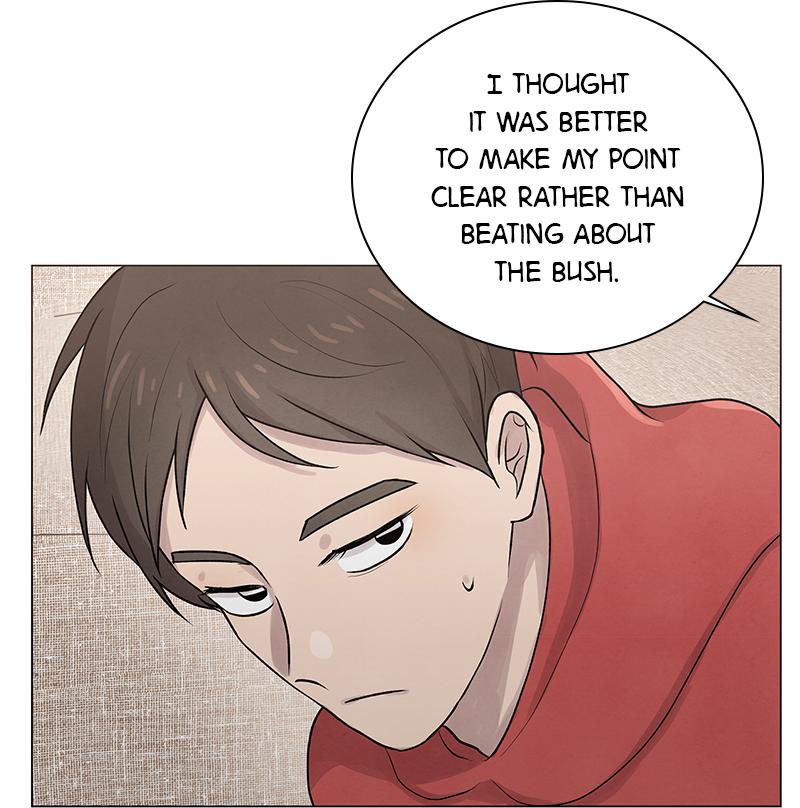 I THOUGHT
IT WAS BETTER
TO MAKE MY POINT
CLEAR RATHER THAN
BEATING ABOUT
THE BUSH.